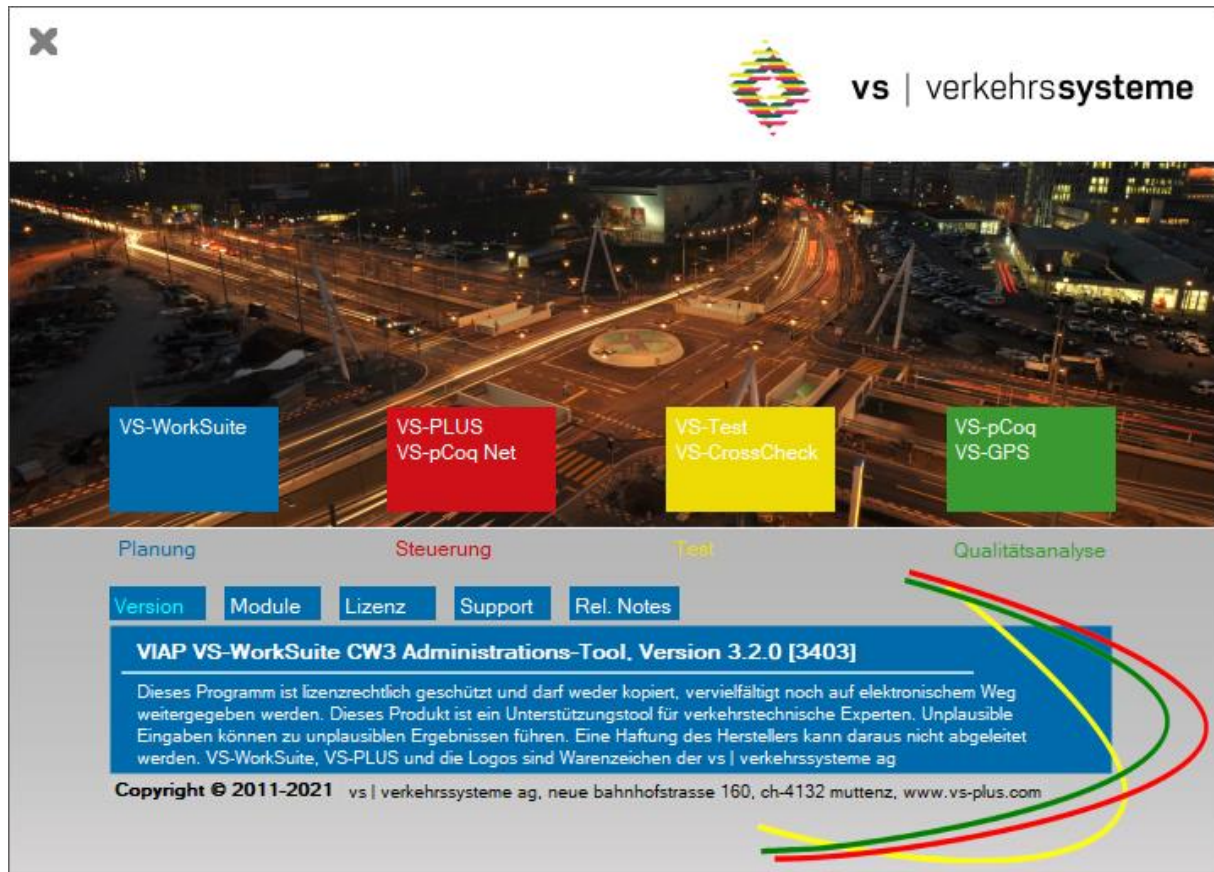 vs | verkehrssysteme
VS-WorkSuite
VS-PLUS
VS-pCoq Net
VS-Test
VS-CrossCheck
VS-pCoq
VS-GPS
Planung
Steuerung
Test
Qualitätsanalyse
Version
Module
Lizenz
Support
Rel. Notes
VIAP VS-WorkSuite CW3 Administrations-Tool, Version 3.2.0 [3403]
Dieses Programm ist lizenzrechtlich geschützt und darf weder kopiert, vervielfältigt noch auf elektronischem Weg
weitergegeben werden. Dieses Produkt ist ein Unterstützungstool für verkehrstechnische Experten. Unplausible
Eingaben können zu unplausiblen Ergebnissen führen. Eine Haftung des Herstellers kann daraus nicht abgeleitet
werden. VS-WorkSuite, VS-PLUS und die Logos sind Warenzeichen der vs | verkehrssysteme ag
Copyright © 2011-2021 vs | verkehrssysteme ag, neue bahnhofstrasse 160, ch-4132 muttenz, www.vs-plus.com